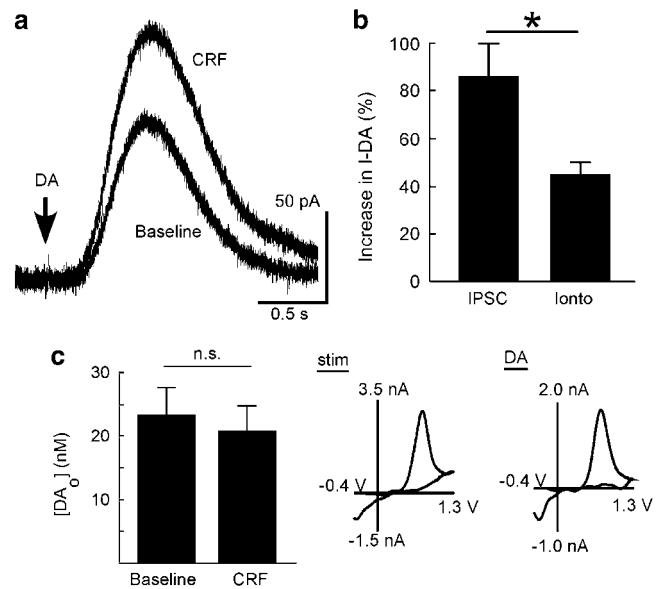 a
CRF
DA
Baseline
50 pA
0.5 s
b
*
Increase in I-DA (%)
100
80
60
40
20
0
IPSC
Ionto
c
n.s.
[DAo] (nM)
30
20
10
Baseline
CRF
stim
3.5 nA
-0.4 V
1.3 V
-1.5 nA
DA
2.0 nA
-0.4 V
1.3 V
-1.0 nA